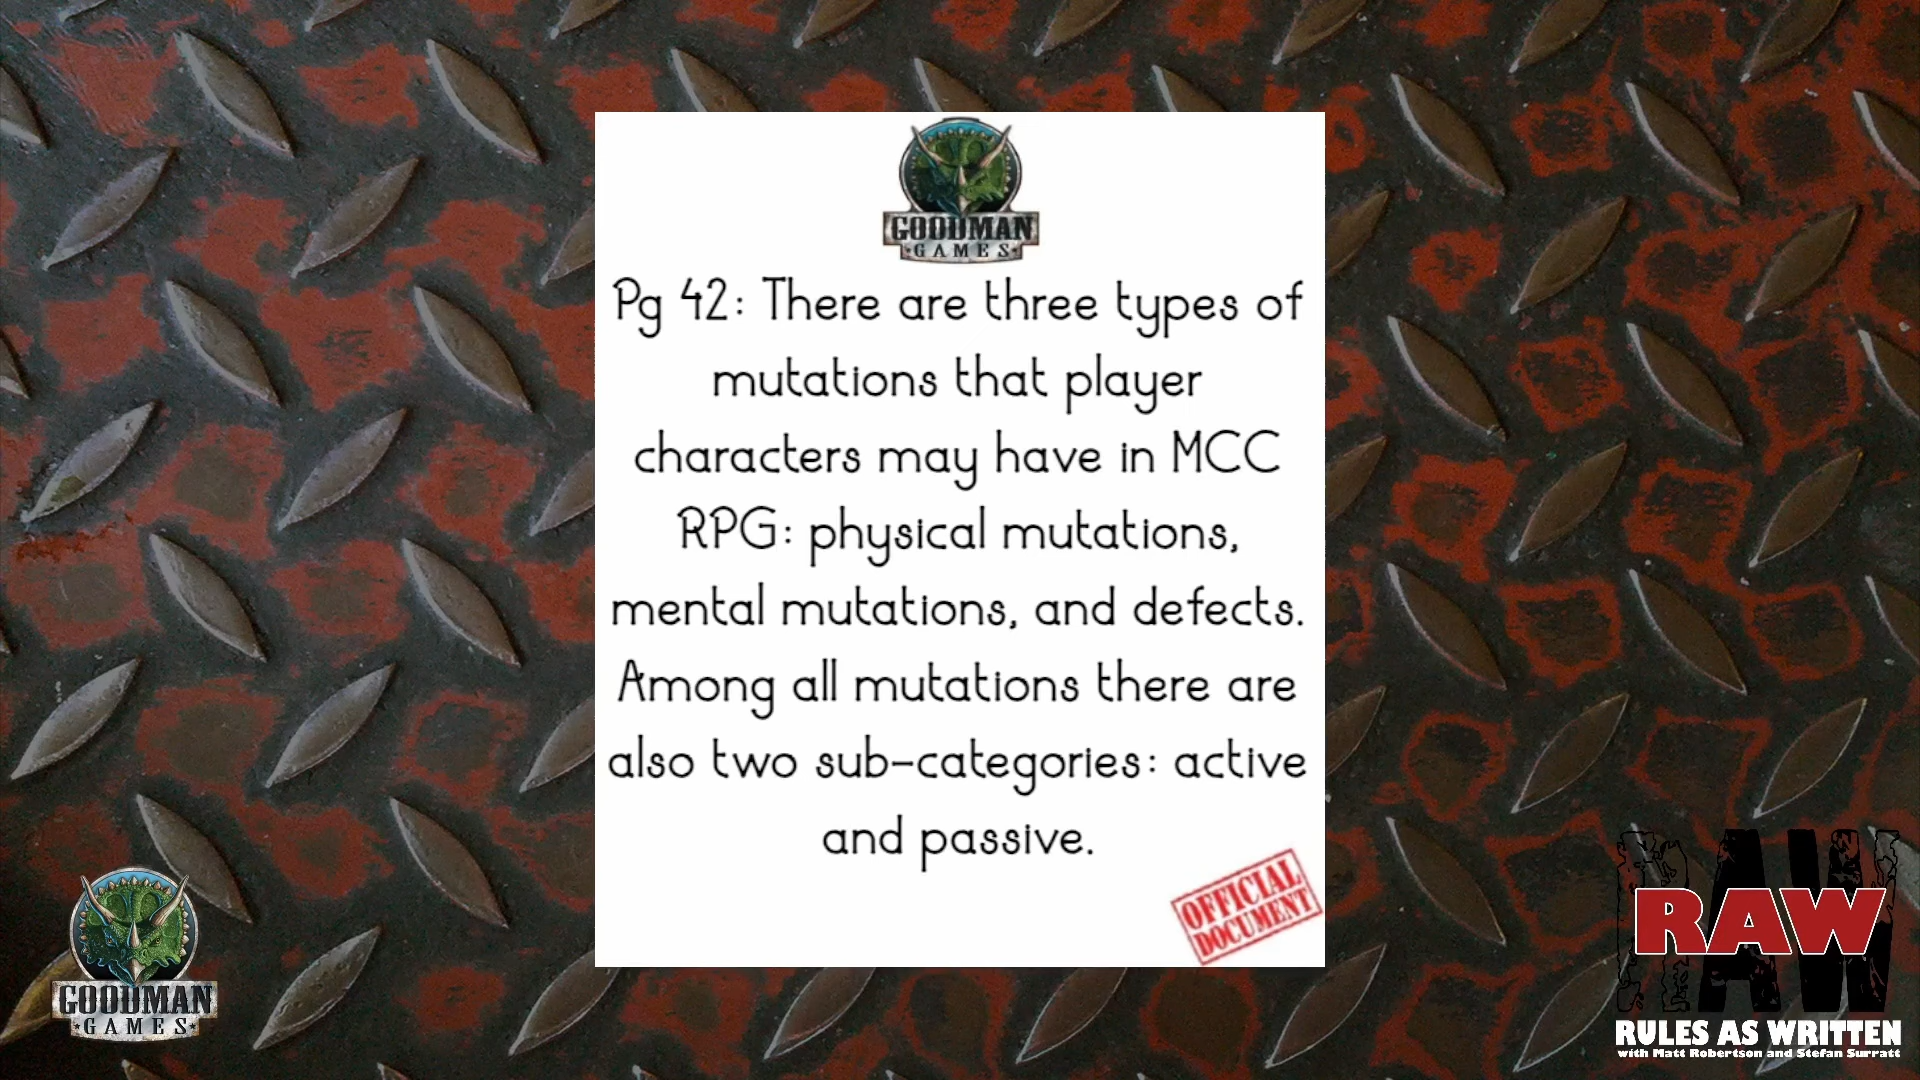 GOODMAN
GAMES
Pg 42: There are three types of
mutations that player
characters may have in MCC
RPG: physical mutations,
mental mutations, and defects.
Among all mutations there are
also two sub-categories: active
and passive.
OFFICIAL
DOCUMENT
GOODMAN
GAMES
RAW
RAW
RULES AS WRITTEN
with Matt Robertson and Stefan Surratt